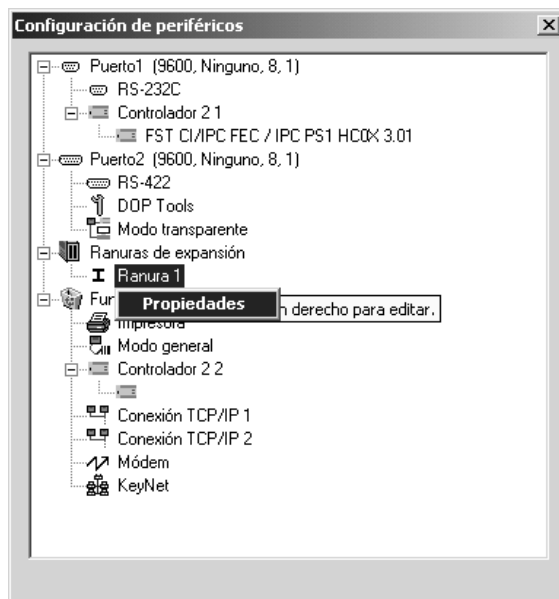 Configuración de periféricos
Puerto1 (9600, Ninguno, 8, 1)
RS-232C
Controlador 2 1
FST CI/IPC FEC / IPC PS1 HC0X 3.01
Puerto2 (9600, Ninguno, 8, 1)
RS-422
DOP Tools
Modo transparente
Ranuras de expansión
Ranura 1
Fun
Propiedades
n derecho para editar.
Impresora
Modo general
Controlador 2 2
Conexión TCP/IP 1
Conexión TCP/IP 2
Módem
KeyNet